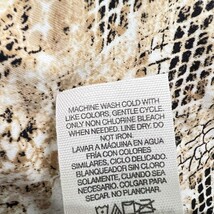 MACHINE WASH COLD WITH
LIKE COLORS, GENTLE CYCLE.
ONLY NON CHLORINE BLEACH
WHEN NEEDED. LINE DRY. DO
NOT IRON.
LAVAR A MÁQUINA EN AGUA
FRÍA CON COLORES
SIMILARES, CICLO DELICADO.
BLANQUEADOR SIN CLORO
SOLAMENTE, CUANDO SEA
NECESARIO. SECAR EN
LINEA. NO PLANCHAR.